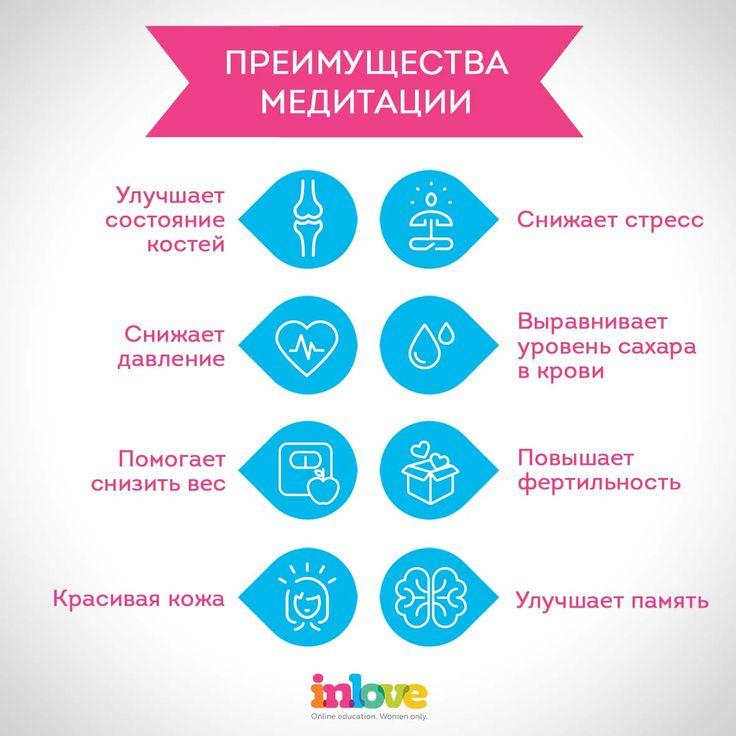 ПРЕИМУЩЕСТВА
МЕДИТАЦИИ
Улучшает
состояние
костей
Снижает стресс
Снижает
давление
Выравнивает
уровень сахара
в крови
Помогает
снизить вес
Повышает
фертильность
Красивая кожа
Улучшает память
inlove
Online education. Women only.